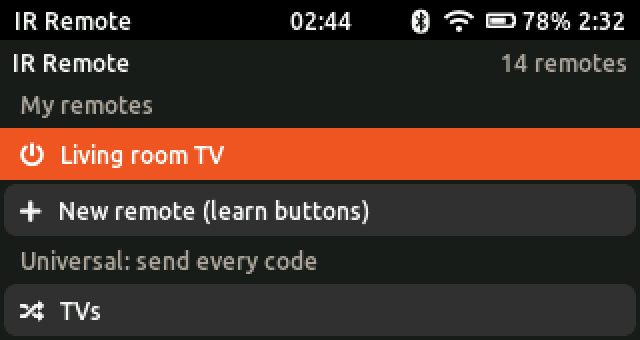 IR Remote 02:44 78% 2:32
IR Remote 14 remotes
My remotes
Living room TV
New remote (learn buttons)
Universal: send every code
TVs